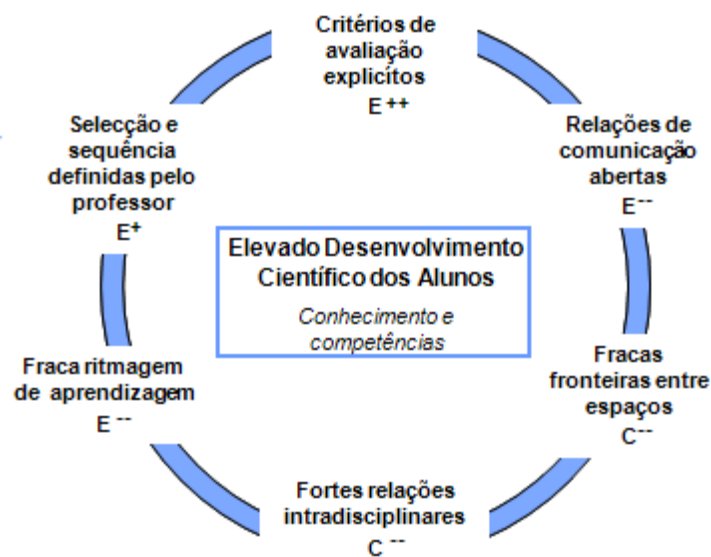 Critérios de
avaliação
explicítos
E ++
Relações de
comunicação
abertas
E--
Fracas
fronteiras entre
espaços
C--
Fortes relações
intradisciplinares
C --
Fraca ritmagem
de aprendizagem
E --
Selecção e
sequência
definidas pelo
professor
E+
Elevado Desenvolvimento
Científico dos Alunos
Conhecimento e
competências